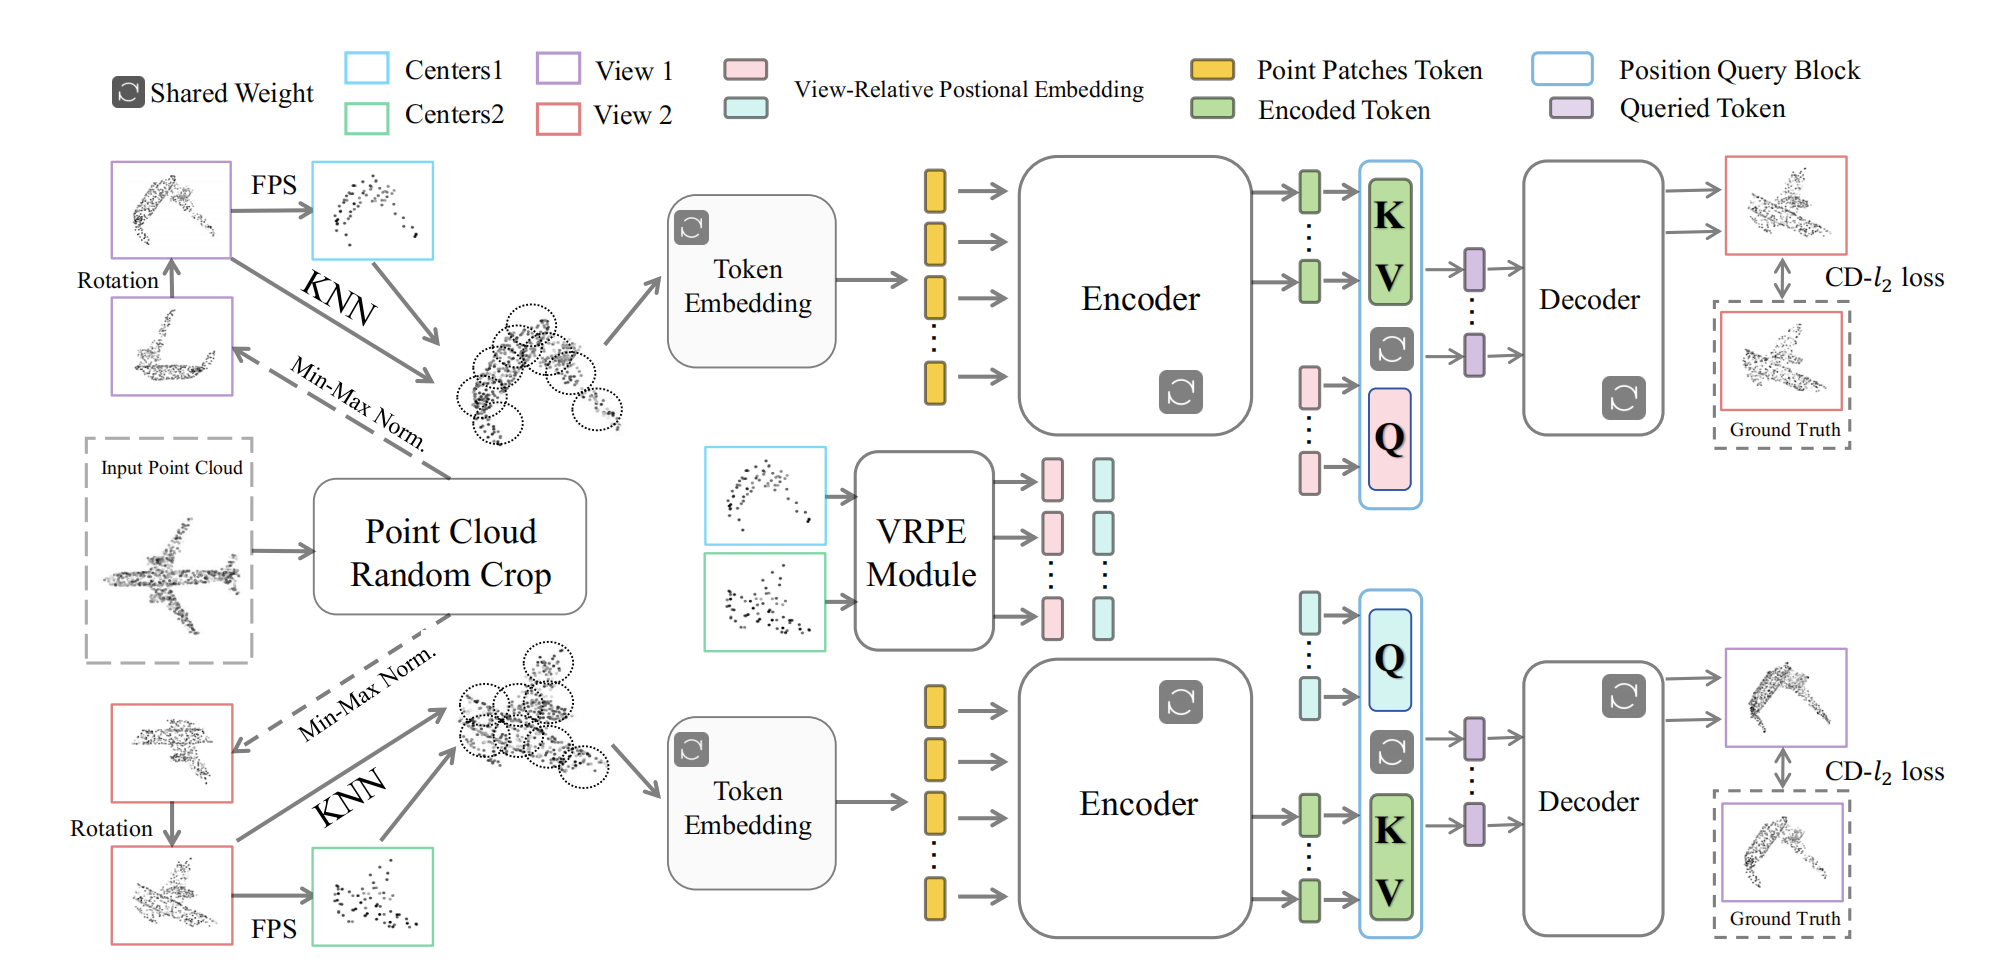 Shared Weight
Centers1
Centers2
View 1
View 2
View-Relative Postional Embedding
Point Patches Token
Encoded Token
Position Query Block
Queried Token
FPS
Rotation
KNN
Min-Max Norm.
Token
Embedding
Encoder
K
V
Q
Decoder
CD-l₂ loss
Ground Truth
Input Point Cloud
Point Cloud
Random Crop
VRPE
Module
Min-Max Norm.
Rotation
KNN
FPS
Token
Embedding
Encoder
Q
K
V
Decoder
CD-l₂ loss
Ground Truth